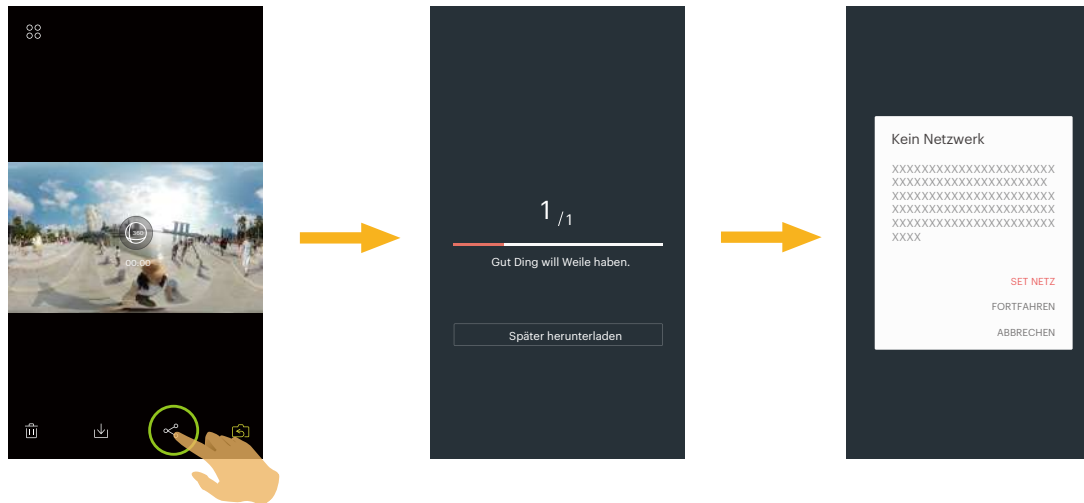 360
00:00
1 /1
Gut Ding will Weile haben.
Später herunterladen
Kein Netzwerk
XXXXXXXXXXXXXXXXXXXXXX
XXXXXXXXXXXXXXXXXXXXX
XXXXXXXXXXXXXXXXXXXXXX
XXXXXXXXXXXXXXXXXXXXXX
XXXXXXXXXXXXXXXXXXXXXX
XXXX
SET NETZ
FORTFAHREN
ABBRECHEN